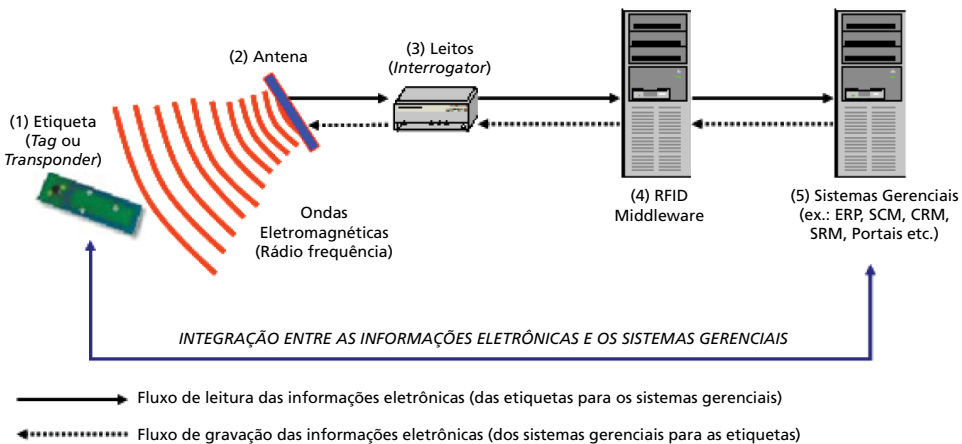 (2) Antena
(3) Leitos
(Interrogator)
(1) Etiqueta
(Tag ou
Transponder)
Ondas
Eletromagnéticas
(Rádio frequência)
(4) RFID
Middleware
(5) Sistemas Gerenciais
(ex.: ERP, SCM, CRM,
SRM, Portais etc.)
INTEGRAÇÃO ENTRE AS INFORMAÇÕES ELETRÔNICAS E OS SISTEMAS GERENCIAIS
Fluxo de leitura das informações eletrônicas (das etiquetas para os sistemas gerenciais)
Fluxo de gravação das informações eletrônicas (dos sistemas gerenciais para as etiquetas)